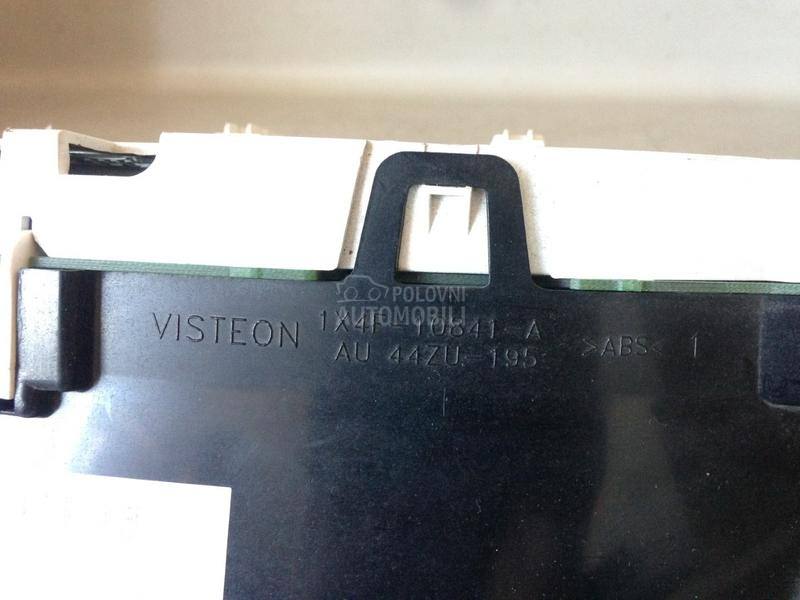 VISTEON 1X4F-10841-A
AU 44ZU-195 >ABS< 1
POLOVNI
AUTOMOBILI